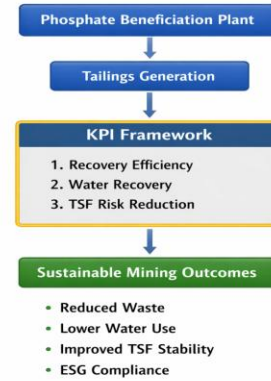 Phosphate Beneficiation Plant
Tailings Generation
KPI Framework
1. Recovery Efficiency
2. Water Recovery
3. TSF Risk Reduction
Sustainable Mining Outcomes
• Reduced Waste
• Lower Water Use
• Improved TSF Stability
• ESG Compliance